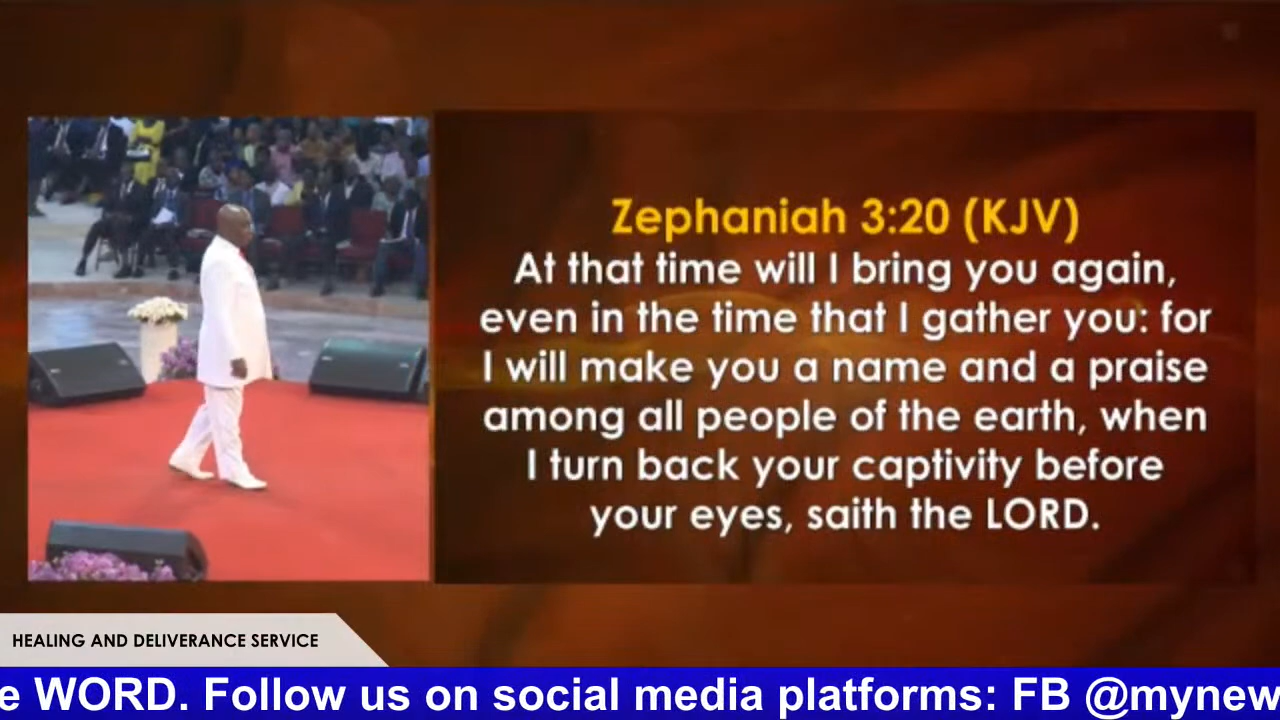 Zephaniah 3:20 (KJV)
At that time will I bring you again,
even in the time that I gather you: for
I will make you a name and a praise
among all people of the earth, when
I turn back your captivity before
your eyes, saith the LORD.
HEALING AND DELIVERANCE SERVICE
e WORD. Follow us on social media platforms: FB @mynew